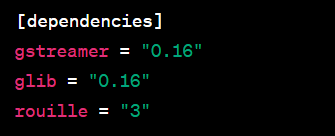 [dependencies]
gstreamer = "0.16"
glib = "0.16"
rouille = "3"